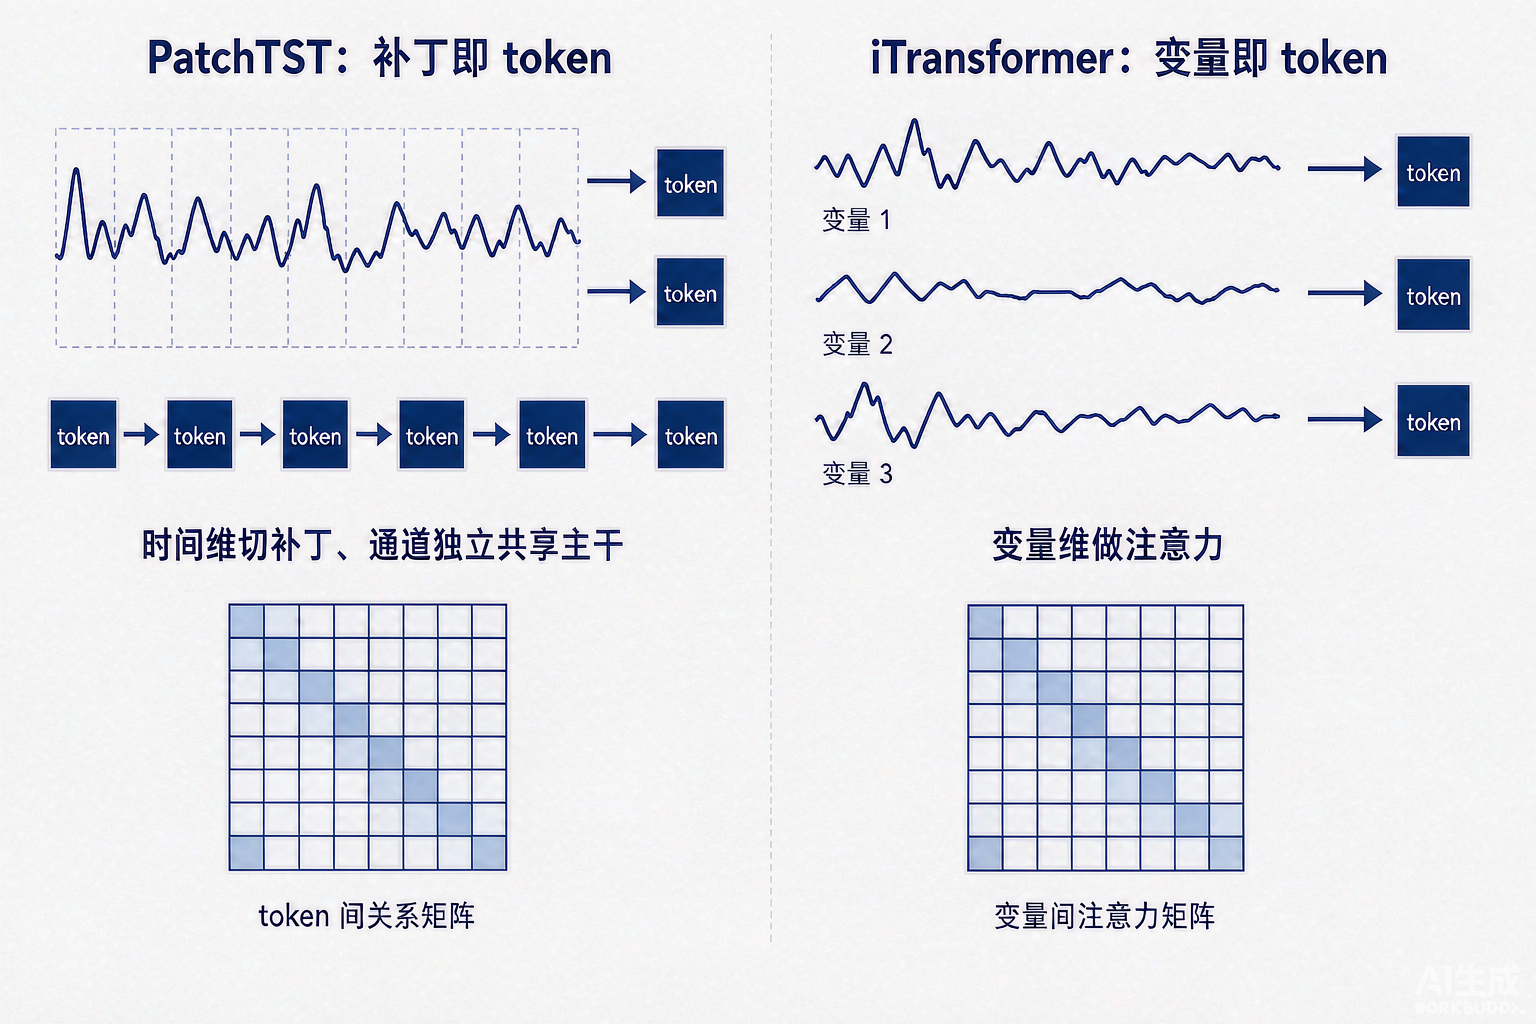 PatchTST：补丁即 token
token
token
token
token
token
token
token
token
时间维切补丁、通道独立共享主干
token 间关系矩阵
iTransformer：变量即 token
token
变量 1
token
变量 2
token
变量 3
变量维做注意力
变量间注意力矩阵
AI生成